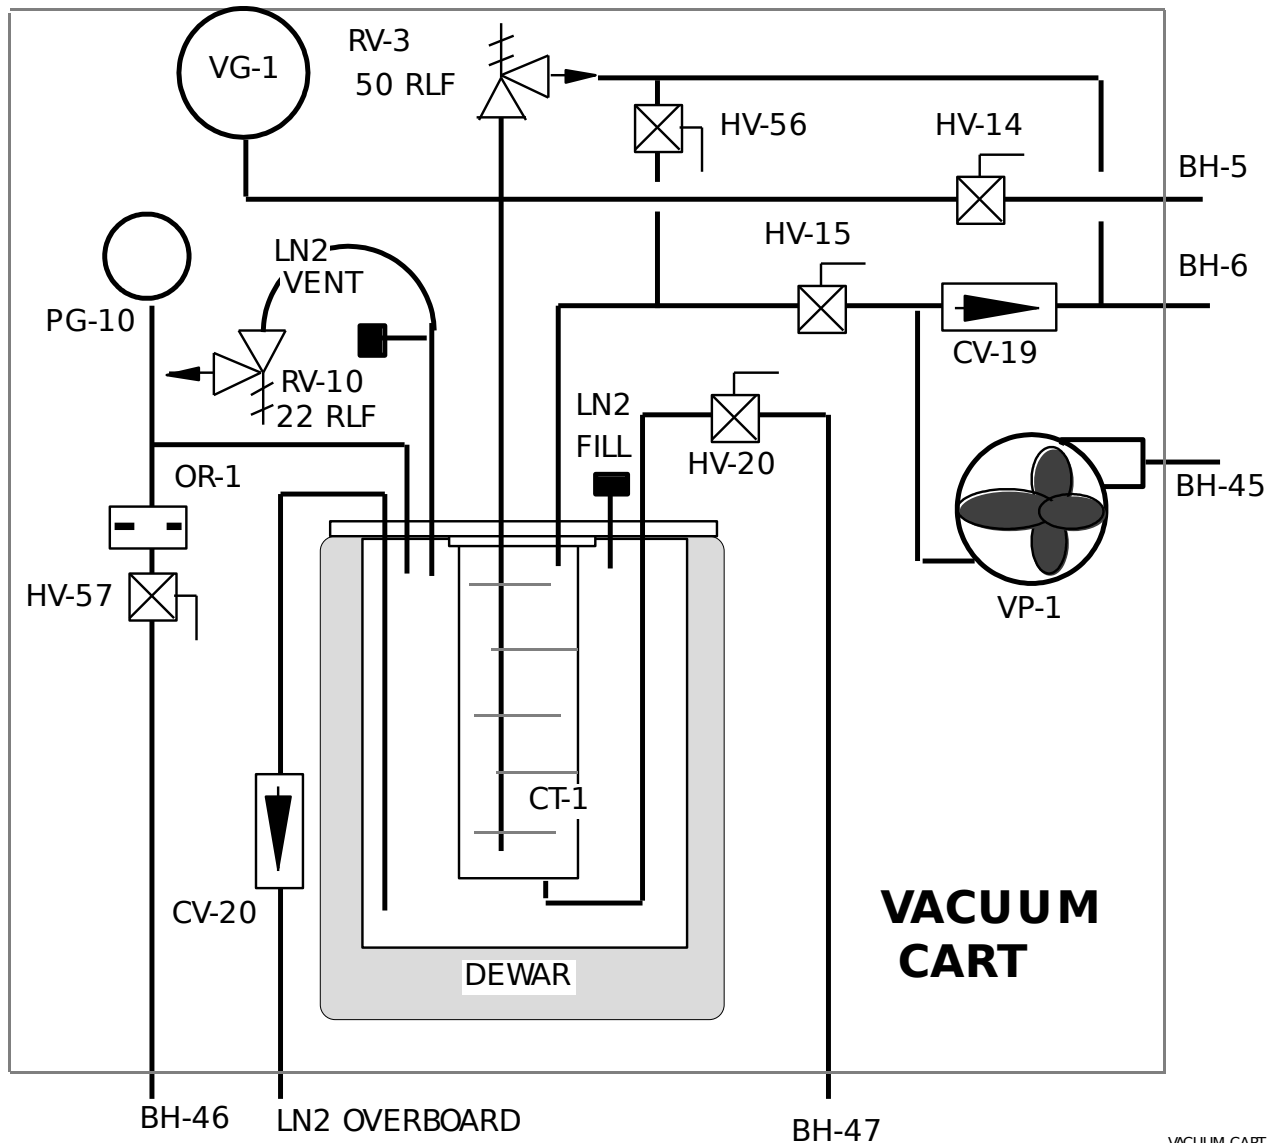 VG-1
RV-3
50 RLF
HV-56
HV-14
BH-5
HV-15
BH-6
LN2
VENT
PG-10
CV-19
RV-10
22 RLF
LN2
FILL
HV-20
OR-1
BH-45
HV-57
VP-1
CT-1
CV-20
VACUUM
CART
DEWAR
BH-46
LN2 OVERBOARD
BH-47